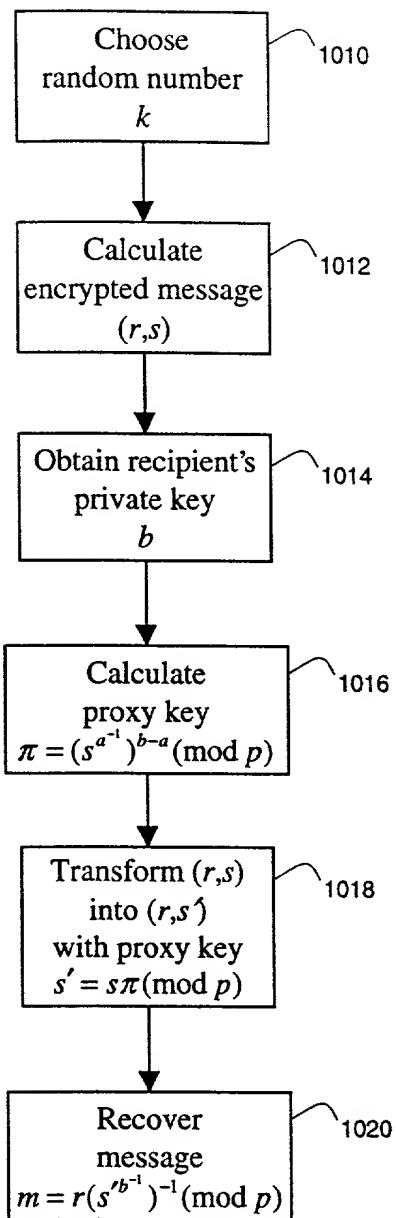 Choose
random number
k
1010
Calculate
encrypted message
(r,s)
1012
Obtain recipient's
private key
b
1014
Calculate
proxy key
π = (s^{a^{-1}})^{b-a} (mod p)
1016
Transform (r,s)
into (r,s′)
with proxy key
s′ = sπ(mod p)
1018
Recover
message
m = r(s′^{b^{-1}})^{-1} (mod p)
1020